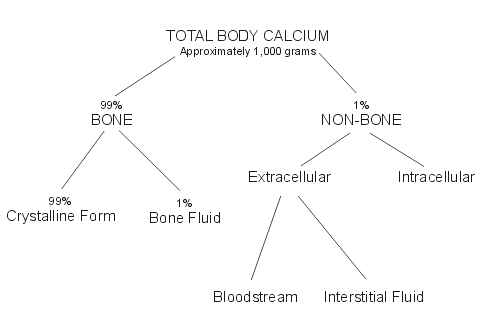 TOTAL BODY CALCIUM
Approximately 1,000 grams
99%
BONE
1%
NON-BONE
Extracellular
Intracellular
99%
Crystalline Form
1%
Bone Fluid
Bloodstream
Interstitial Fluid